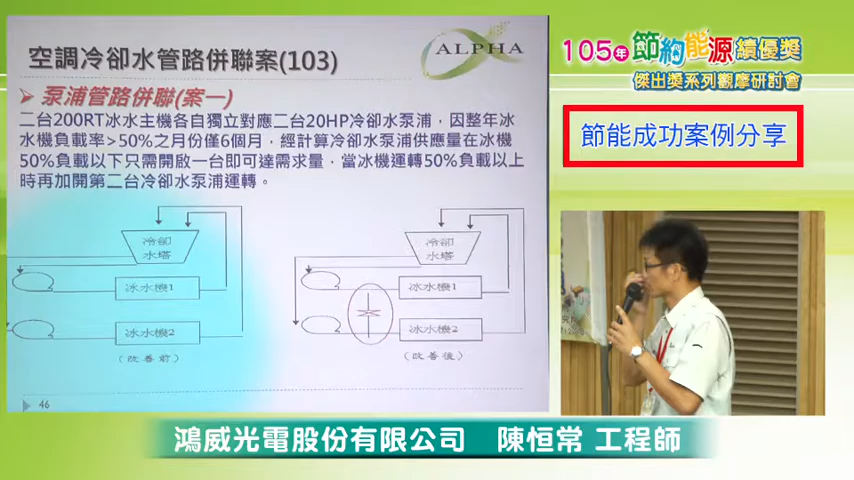 空調冷卻水管路併聯案(103)
ALPHA
泵浦管路併聯(案一)
二台200RT冰水主機各自獨立對應二台20HP冷卻水泵浦，因整年冰
水機負載率>50%之月份僅6個月，經計算冷卻水泵浦供應量在冰機
50%負載以下只需開啟一台即可達需求量，當冰機運轉50%負載以上
時再加開第二台冷卻水泵浦運轉。
冷卻
水塔
冰水機1
冰水機2
(改善前)
冷卻
水塔
冰水機1
冰水機2
(改善後)
46
105年節約能源績優獎
傑出獎系列觀摩研討會
節能成功案例分享
鴻威光電股份有限公司 陳恒常 工程師